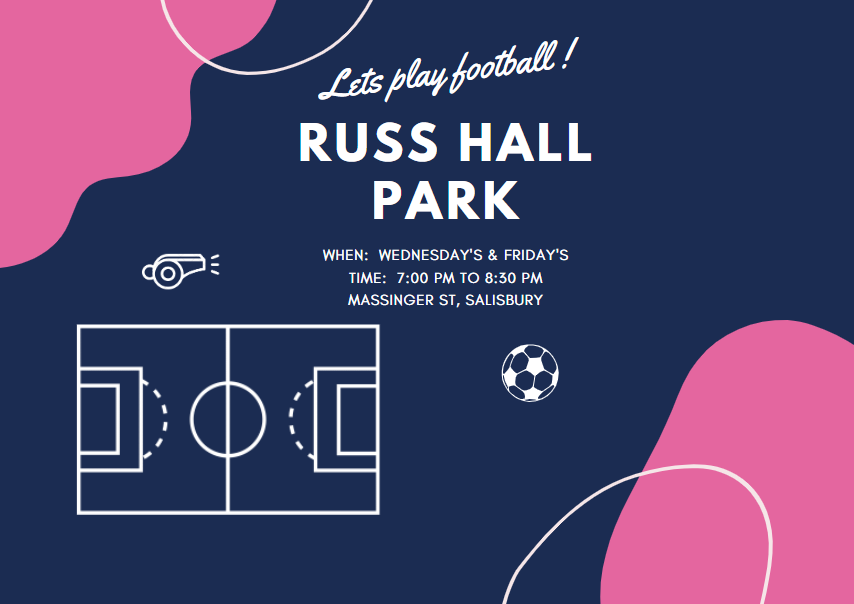 Lets play football !
RUSS HALL
PARK
WHEN:  WEDNESDAY'S & FRIDAY'S
TIME:  7:00 PM TO 8:30 PM
MASSINGER ST, SALISBURY